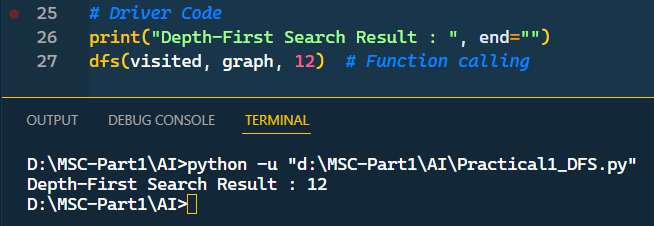 25 # Driver Code
26 print("Depth-First Search Result : ", end="")
27 dfs(visited, graph, 12)  # Function calling
OUTPUT DEBUG CONSOLE TERMINAL
D:\MSC-Part1\AI>python -u "d:\MSC-Part1\AI\Practical1_DFS.py"
Depth-First Search Result : 12
D:\MSC-Part1\AI>